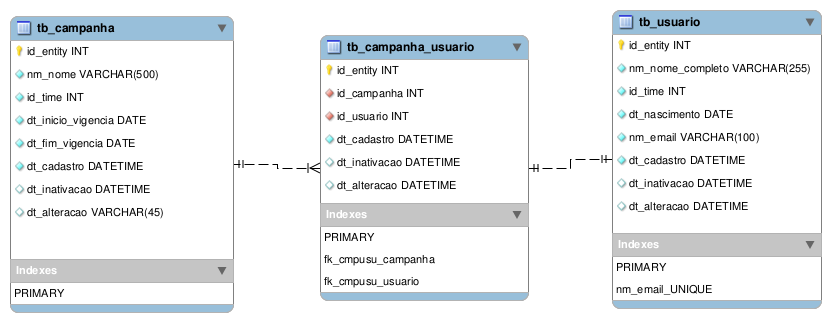 tb_campanha
id_entity INT
nm_nome VARCHAR(500)
id_time INT
dt_inicio_vigencia DATE
dt_fim_vigencia DATE
dt_cadastro DATETIME
dt_inativacao DATETIME
dt_alteracao VARCHAR(45)
Indexes
PRIMARY
tb_campanha_usuario
id_entity INT
id_campanha INT
id_usuario INT
dt_cadastro DATETIME
dt_inativacao DATETIME
dt_alteracao DATETIME
Indexes
PRIMARY
fk_cmpusu_campanha
fk_cmpusu_usuario
tb_usuario
id_entity INT
nm_nome_completo VARCHAR(255)
id_time INT
dt_nascimento DATE
nm_email VARCHAR(100)
dt_cadastro DATETIME
dt_inativacao DATETIME
dt_alteracao DATETIME
Indexes
PRIMARY
nm_email_UNIQUE